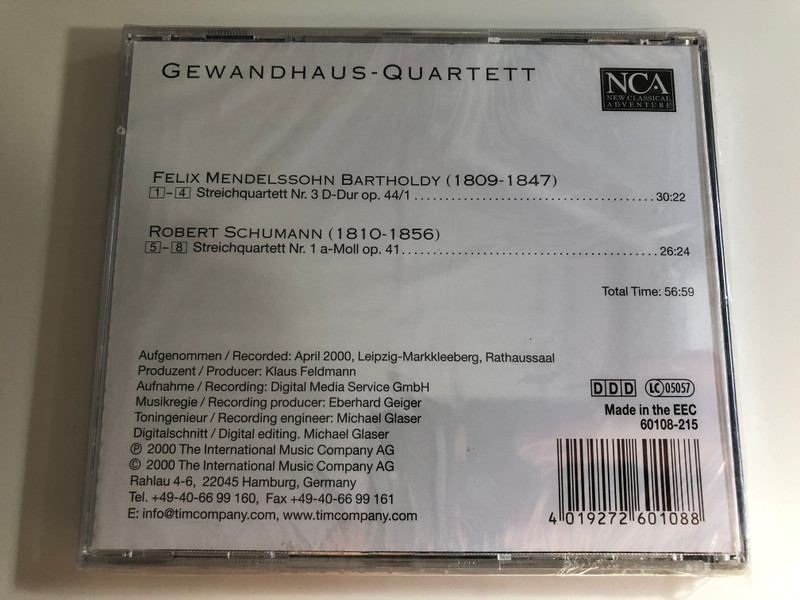 GEWANDHAUS-QUARTETT
NCA
NEW CLASSICAL
ADVENTURE
FELIX MENDELSSOHN BARTHOLDY (1809-1847)
1-4 Streichquartett Nr. 3 D-Dur op. 44/1 ........................................ 30:22
ROBERT SCHUMANN (1810-1856)
5-8 Streichquartett Nr. 1 a-Moll op. 41 ........................................... 26:24
Total Time: 56:59
Aufgenommen / Recorded: April 2000, Leipzig-Markkleeberg, Rathaussaal
Produzent / Producer: Klaus Feldmann
Aufnahme / Recording: Digital Media Service GmbH
Musikregie / Recording producer: Eberhard Geiger
Toningenieur / Recording engineer: Michael Glaser
Digitalschnitt / Digital editing. Michael Glaser
℗ 2000 The International Music Company AG
© 2000 The International Music Company AG
Rahlau 4-6, 22045 Hamburg, Germany
Tel. +49-40-66 99 160, Fax +49-40-66 99 161
E: info@timcompany.com, www.timcompany.com
DDD LC 05057
Made in the EEC
60108-215
4 019272 601088